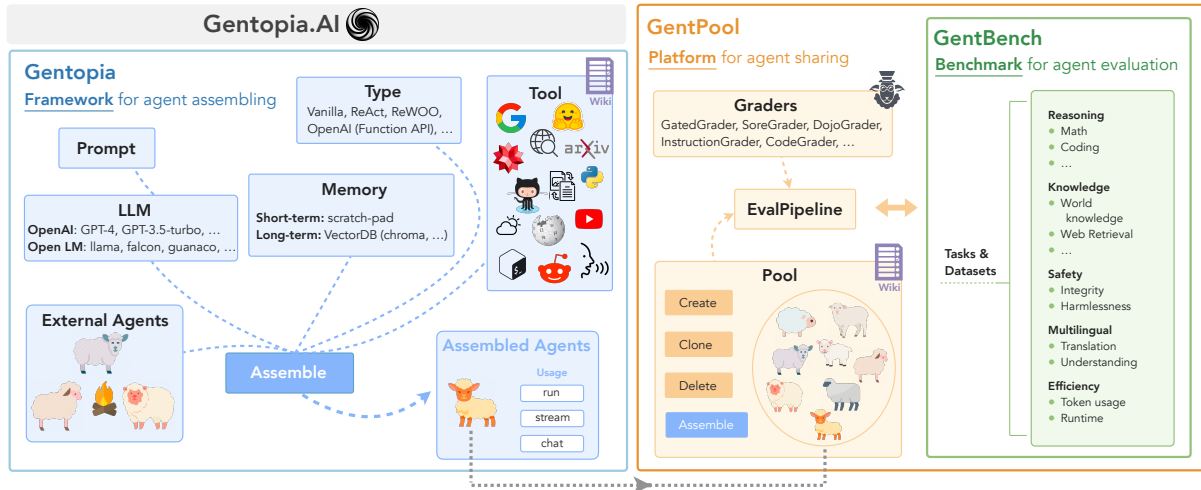 Gentopia.AI
Gentopia
Framework for agent assembling
Prompt
Type
Vanilla, ReAct, ReWOO,
OpenAI (Function API), …
Tool
Wiki
arXiv
LLM
OpenAI: GPT-4, GPT-3.5-turbo, …
Open LM: llama, falcon, guanaco, …
Memory
Short-term: scratch-pad
Long-term: VectorDB (chroma, …)
External Agents
Assemble
Assembled Agents
Usage
run
stream
chat
GentPool
Platform for agent sharing
Graders
GatedGrader, SoreGrader, DojoGrader,
InstructionGrader, CodeGrader, …
EvalPipeline
Pool
Wiki
Create
Clone
Delete
Assemble
GentBench
Benchmark for agent evaluation
Tasks &
Datasets
Reasoning
• Math
• Coding
• …
Knowledge
• World
knowledge
• Web Retrieval
• …
Safety
• Integrity
• Harmlessness
Multilingual
• Translation
• Understanding
Efficiency
• Token usage
• Runtime